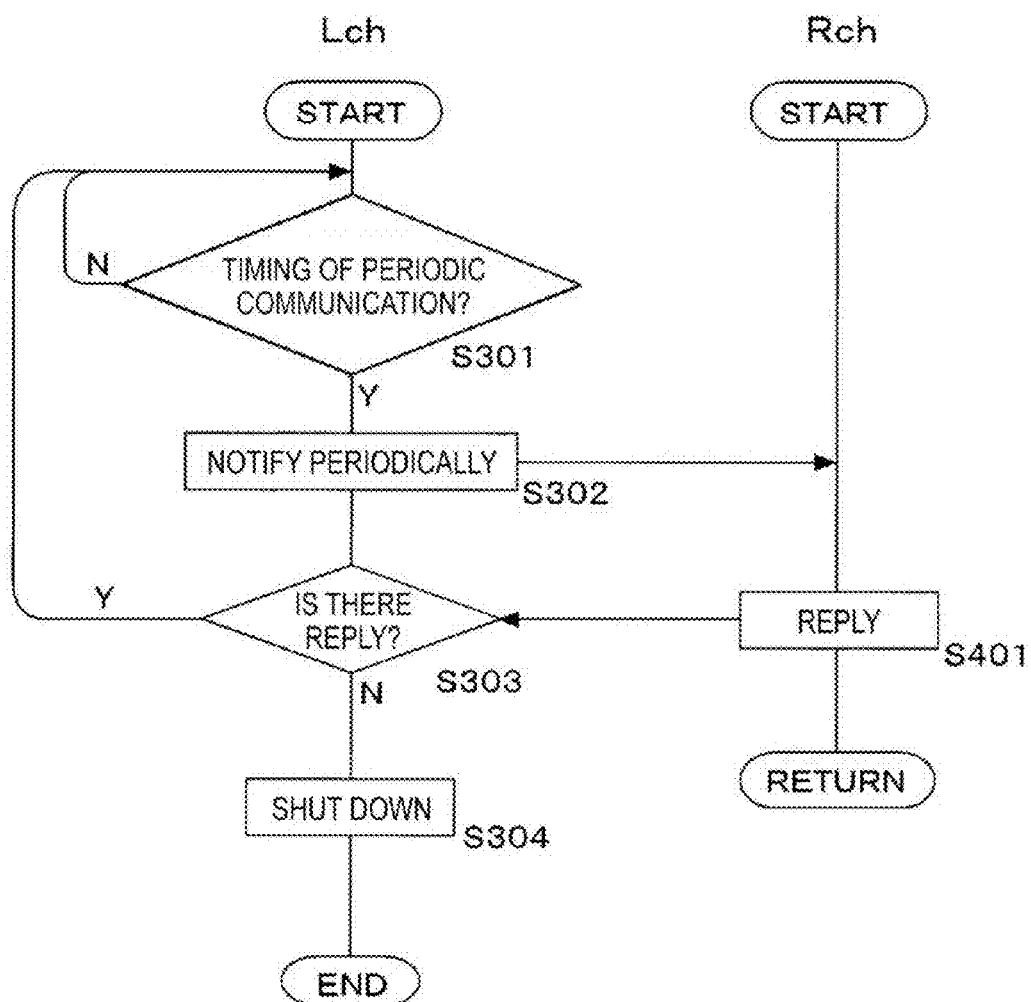 Lch
Rch
START
START
N
TIMING OF PERIODIC
COMMUNICATION?
S301
Y
NOTIFY PERIODICALLY
S302
Y
IS THERE
REPLY?
REPLY
S303
S401
N
SHUT DOWN
RETURN
S304
END